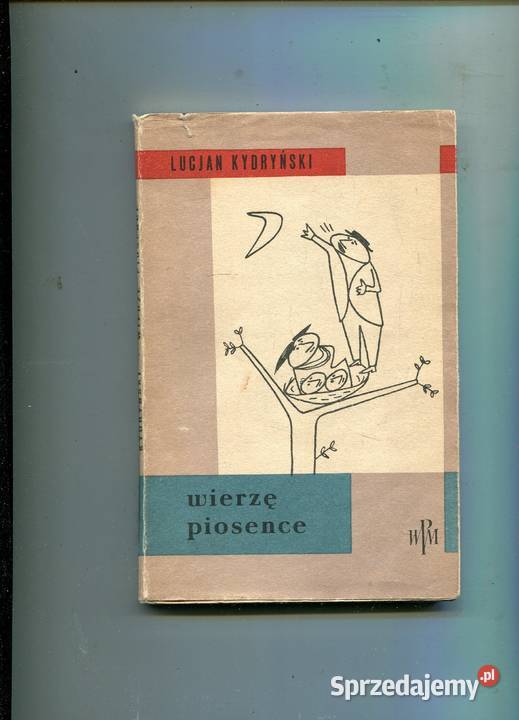 LUCJAN KYDRYŃSKI
wierzę
piosence
WPM
Sprzedajemy.pl